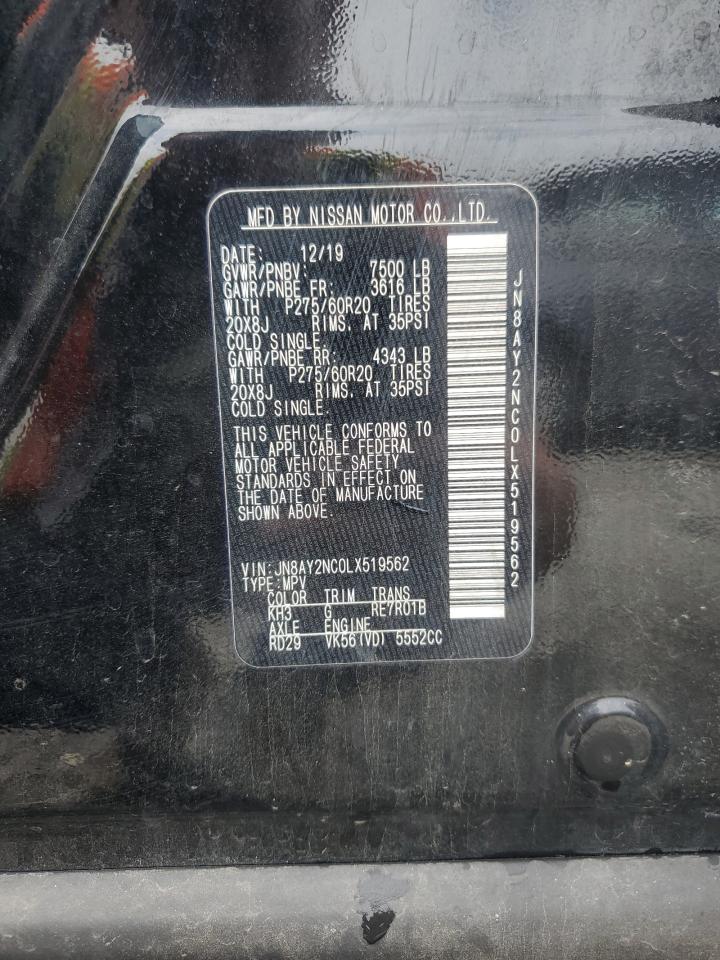 MFD BY NISSAN MOTOR CO.,LTD.
DATE: 12/19
GVWR/PNBV: 7500 LB
GAWR/PNBE FR: 3616 LB
WITH P275/60R20 TIRES
20X8J RIMS, AT 35PSI
COLD SINGLE.
GAWR/PNBE RR: 4343 LB
WITH P275/60R20 TIRES
20X8J RIMS, AT 35PSI
COLD SINGLE.
THIS VEHICLE CONFORMS TO
ALL APPLICABLE FEDERAL
MOTOR VEHICLE SAFETY
STANDARDS IN EFFECT ON
THE DATE OF MANUFACTURE
SHOWN ABOVE.
VIN:JN8AY2NC0LX519562
TYPE:MPV
COLOR TRIM TRANS
KH3 G RE7R01B
AXLE ENGINE
RD29 VK56(VD) 5552CC
JN8AY2NC0LX519562